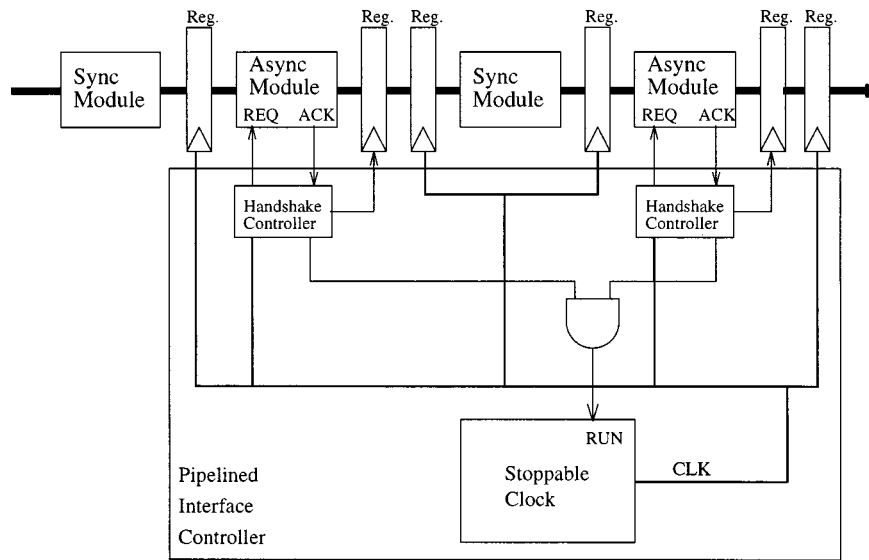 Reg.
Reg.
Reg.
Reg.
Reg.
Reg.
Sync
Module
Async
Module
REQ ACK
Sync
Module
Async
Module
REQ ACK
Handshake
Controller
Handshake
Controller
RUN
Stoppable
Clock
CLK
Pipelined
Interface
Controller